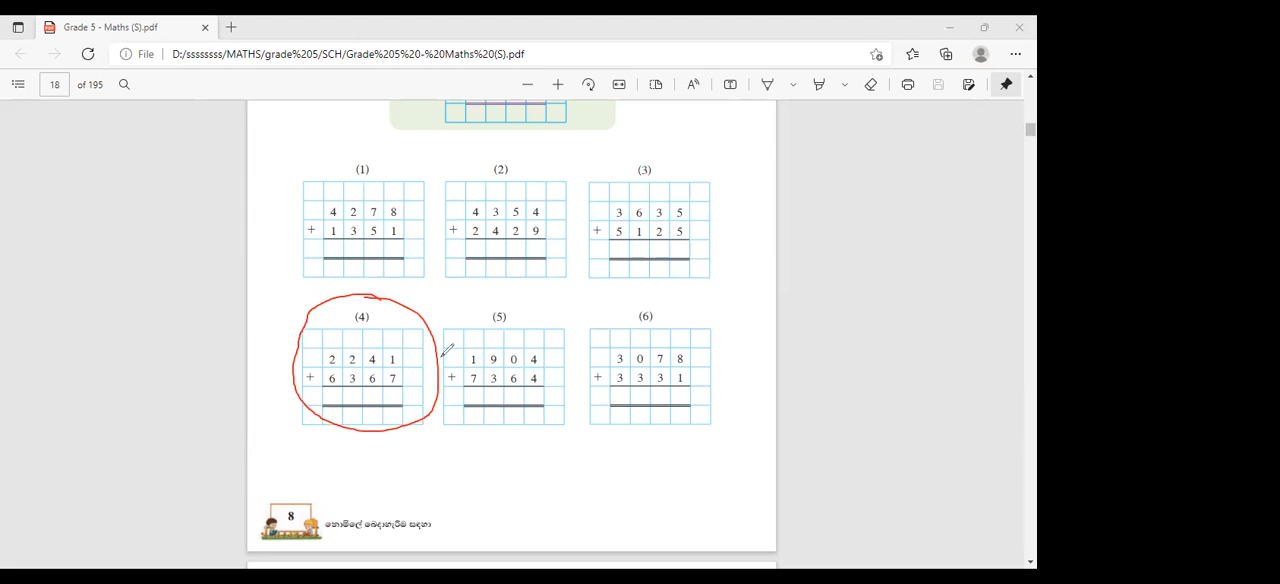 Grade 5 - Maths (S).pdf
File | D:/ssssssss/MATHS/grade%205/SCH/Grade%205%20-%20Maths%20(S).pdf
18 of 195
(1) (2) (3)
4 2 7 8 4 3 5 4 3 6 3 5
+ 1 3 5 1 + 2 4 2 9 + 5 1 2 5
(4) (5) (6)
2 2 4 1 1 9 0 4 3 0 7 8
+ 6 3 6 7 + 7 3 6 4 + 3 3 3 1
8
නොමිලේ බෙදාහැරීම සඳහා